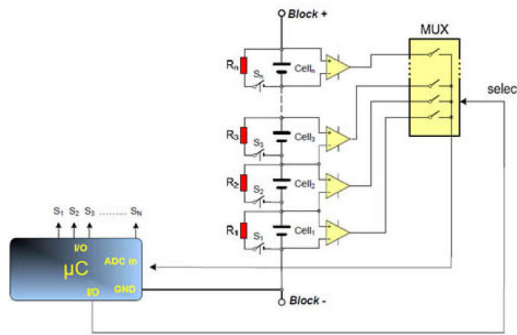 Block +
MUX
Rn
Sn
Celln
selec
R3
S3
Cell3
R2
S2
Cell2
S1 S2 S3 ......... SN
R1
S1
Cell1
I/O
µC
ADC in
I/O
GND
Block -